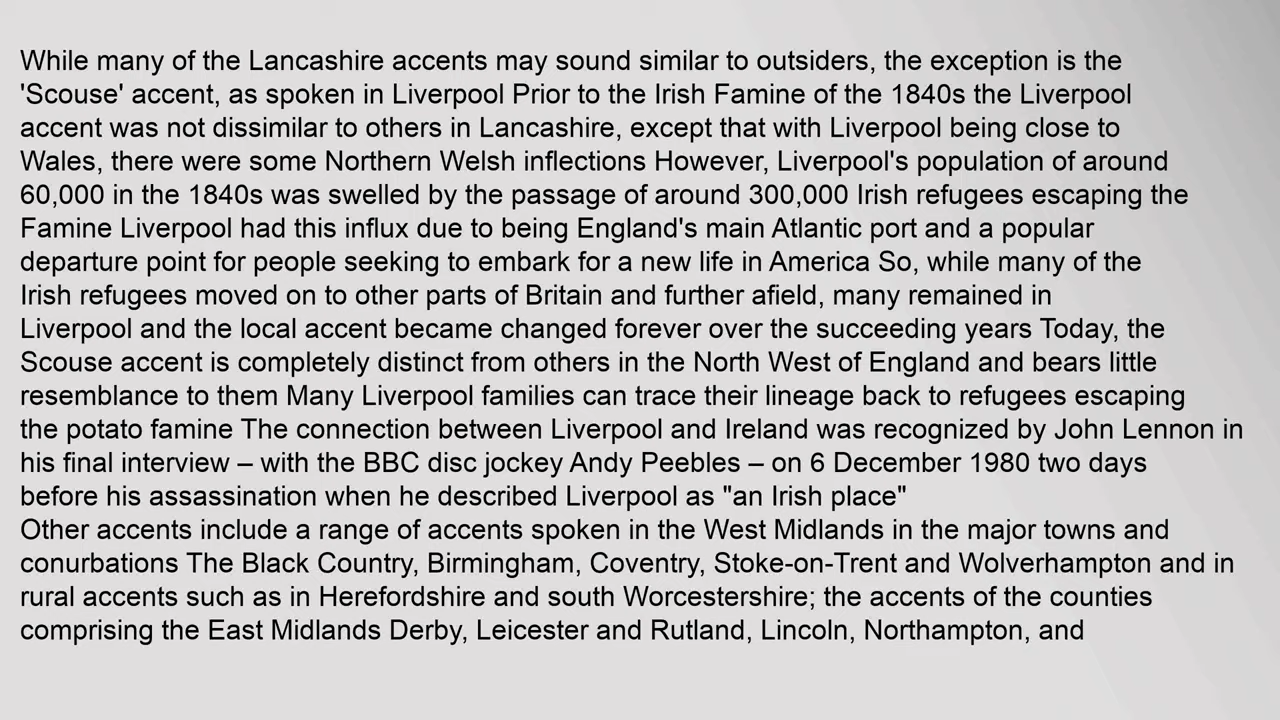 While many of the Lancashire accents may sound similar to outsiders, the exception is the
'Scouse' accent, as spoken in Liverpool Prior to the Irish Famine of the 1840s the Liverpool
accent was not dissimilar to others in Lancashire, except that with Liverpool being close to
Wales, there were some Northern Welsh inflections However, Liverpool's population of around
60,000 in the 1840s was swelled by the passage of around 300,000 Irish refugees escaping the
Famine Liverpool had this influx due to being England's main Atlantic port and a popular
departure point for people seeking to embark for a new life in America So, while many of the
Irish refugees moved on to other parts of Britain and further afield, many remained in
Liverpool and the local accent became changed forever over the succeeding years Today, the
Scouse accent is completely distinct from others in the North West of England and bears little
resemblance to them Many Liverpool families can trace their lineage back to refugees escaping
the potato famine The connection between Liverpool and Ireland was recognized by John Lennon in
his final interview – with the BBC disc jockey Andy Peebles – on 6 December 1980 two days
before his assassination when he described Liverpool as "an Irish place"
Other accents include a range of accents spoken in the West Midlands in the major towns and
conurbations The Black Country, Birmingham, Coventry, Stoke-on-Trent and Wolverhampton and in
rural accents such as in Herefordshire and south Worcestershire; the accents of the counties
comprising the East Midlands Derby, Leicester and Rutland, Lincoln, Northampton, and